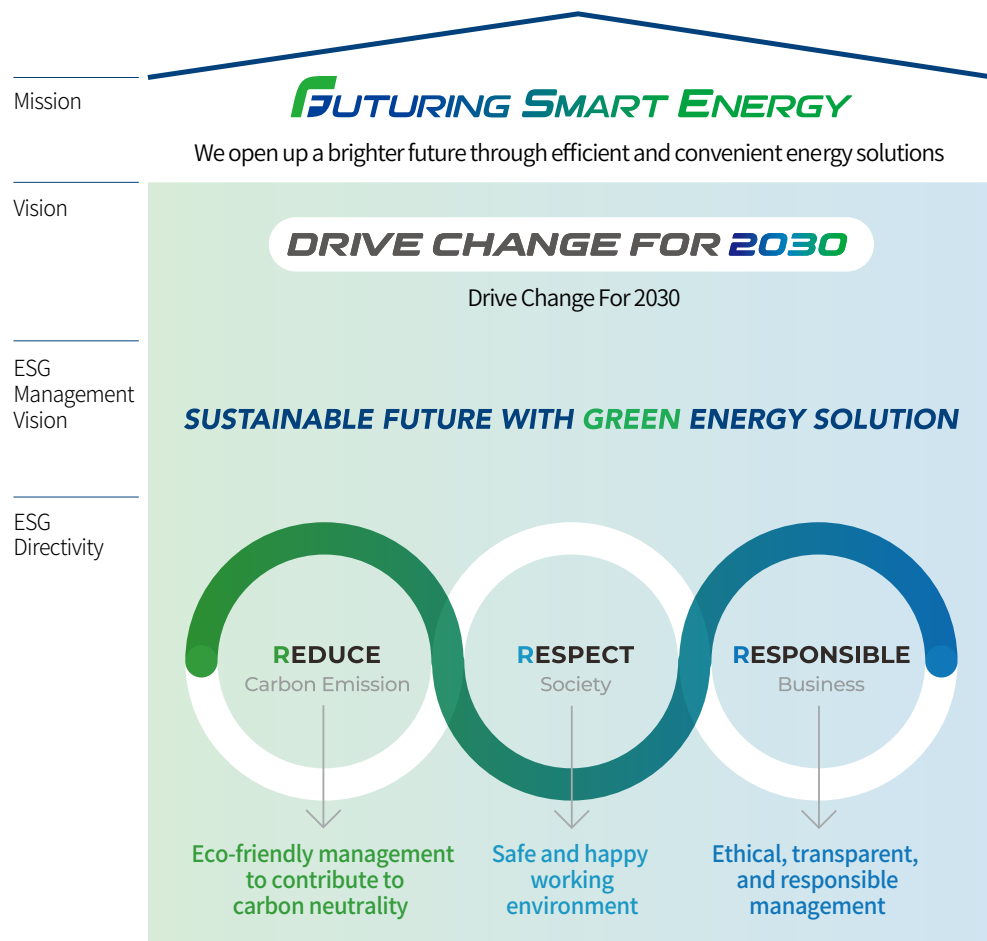 Mission
FUTURING SMART ENERGY
We open up a brighter future through efficient and convenient energy solutions
Vision
DRIVE CHANGE FOR 2030
Drive Change For 2030
ESG
Management
Vision
SUSTAINABLE FUTURE WITH GREEN ENERGY SOLUTION
ESG
Directivity
REDUCE
Carbon Emission
RESPECT
Society
RESPONSIBLE
Business
Eco-friendly management
to contribute to
carbon neutrality
Safe and happy
working
environment
Ethical, transparent,
and responsible
management